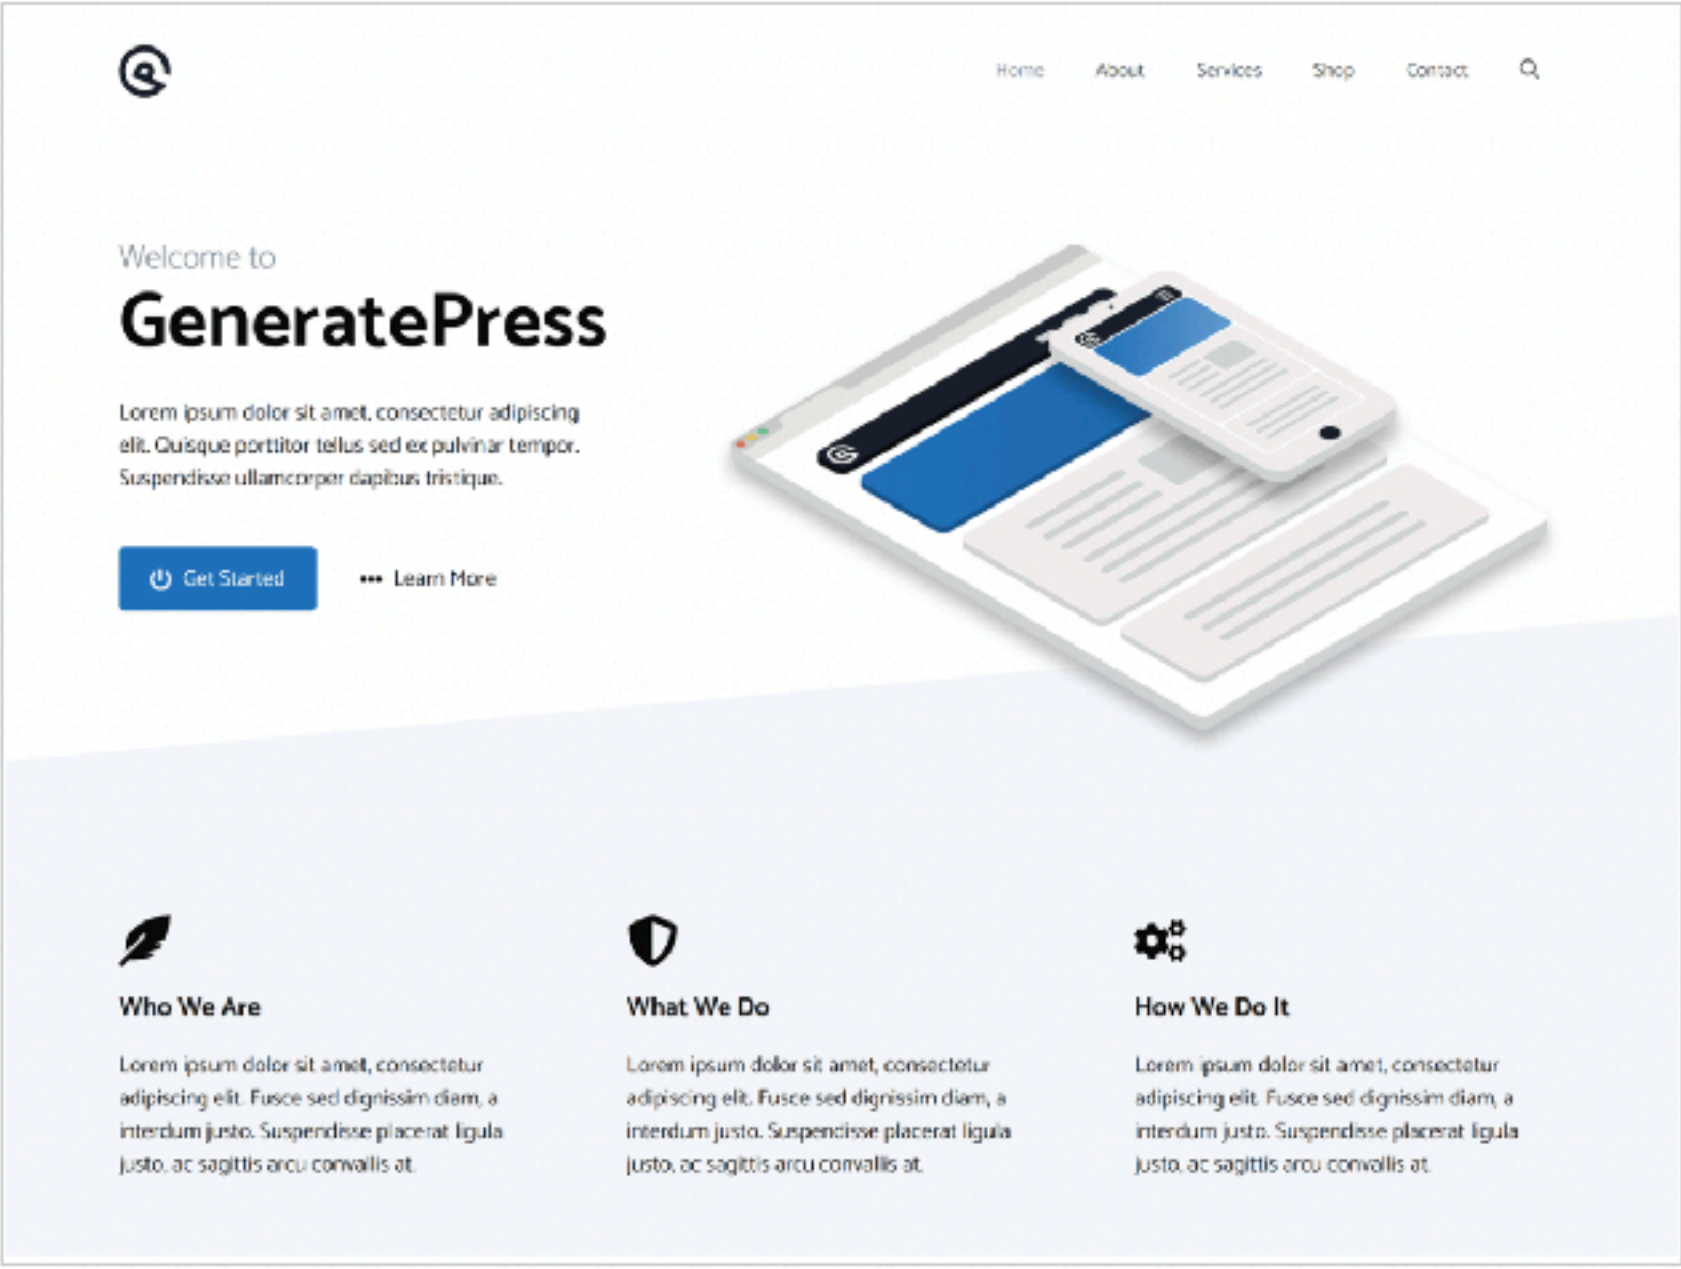 Home About Services Shop Contact
Welcome to
GeneratePress
Lorem ipsum dolor sit amet, consectetur adipiscing
elit. Quisque porttitor tellus sed ex pulvinar tempor.
Suspendisse ullamcorper dapibus tristique.
Get Started ••• Learn More
Who We Are
Lorem ipsum dolor sit amet, consectetur
adipiscing elit. Fusce sed dignissim diam, a
interdum justo. Suspendisse placerat ligula
justo, ac sagittis arcu convallis at.
What We Do
Lorem ipsum dolor sit amet, consectetur
adipiscing elit. Fusce sed dignissim diam, a
interdum justo. Suspendisse placerat ligula
justo, ac sagittis arcu convallis at.
How We Do It
Lorem ipsum dolor sit amet, consectetur
adipiscing elit. Fusce sed dignissim diam, a
interdum justo. Suspendisse placerat ligula
justo, ac sagittis arcu convallis at.